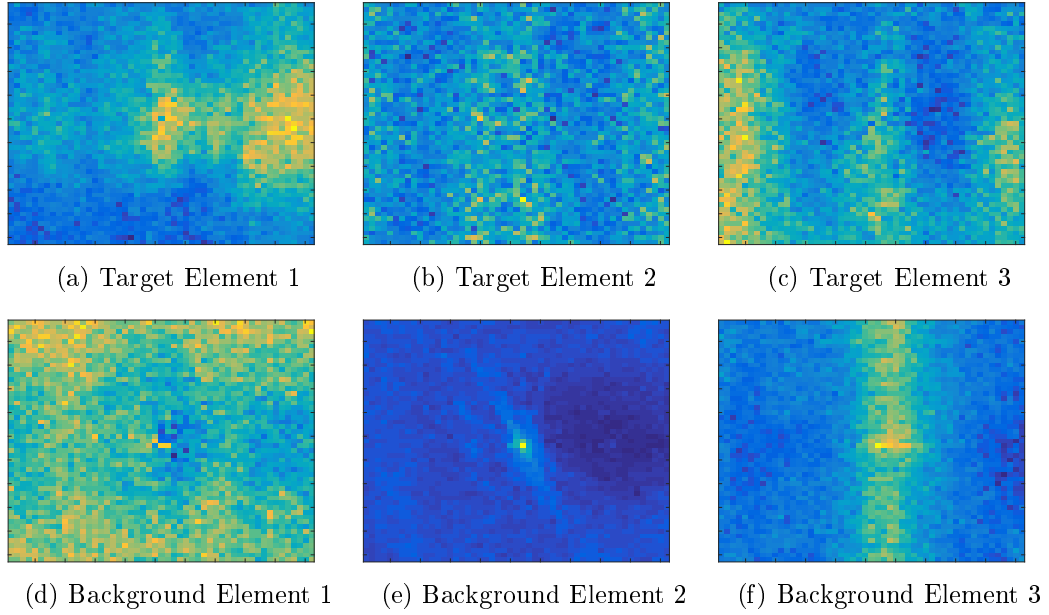 (a) Target Element 1
(b) Target Element 2
(c) Target Element 3
(d) Background Element 1
(e) Background Element 2
(f) Background Element 3